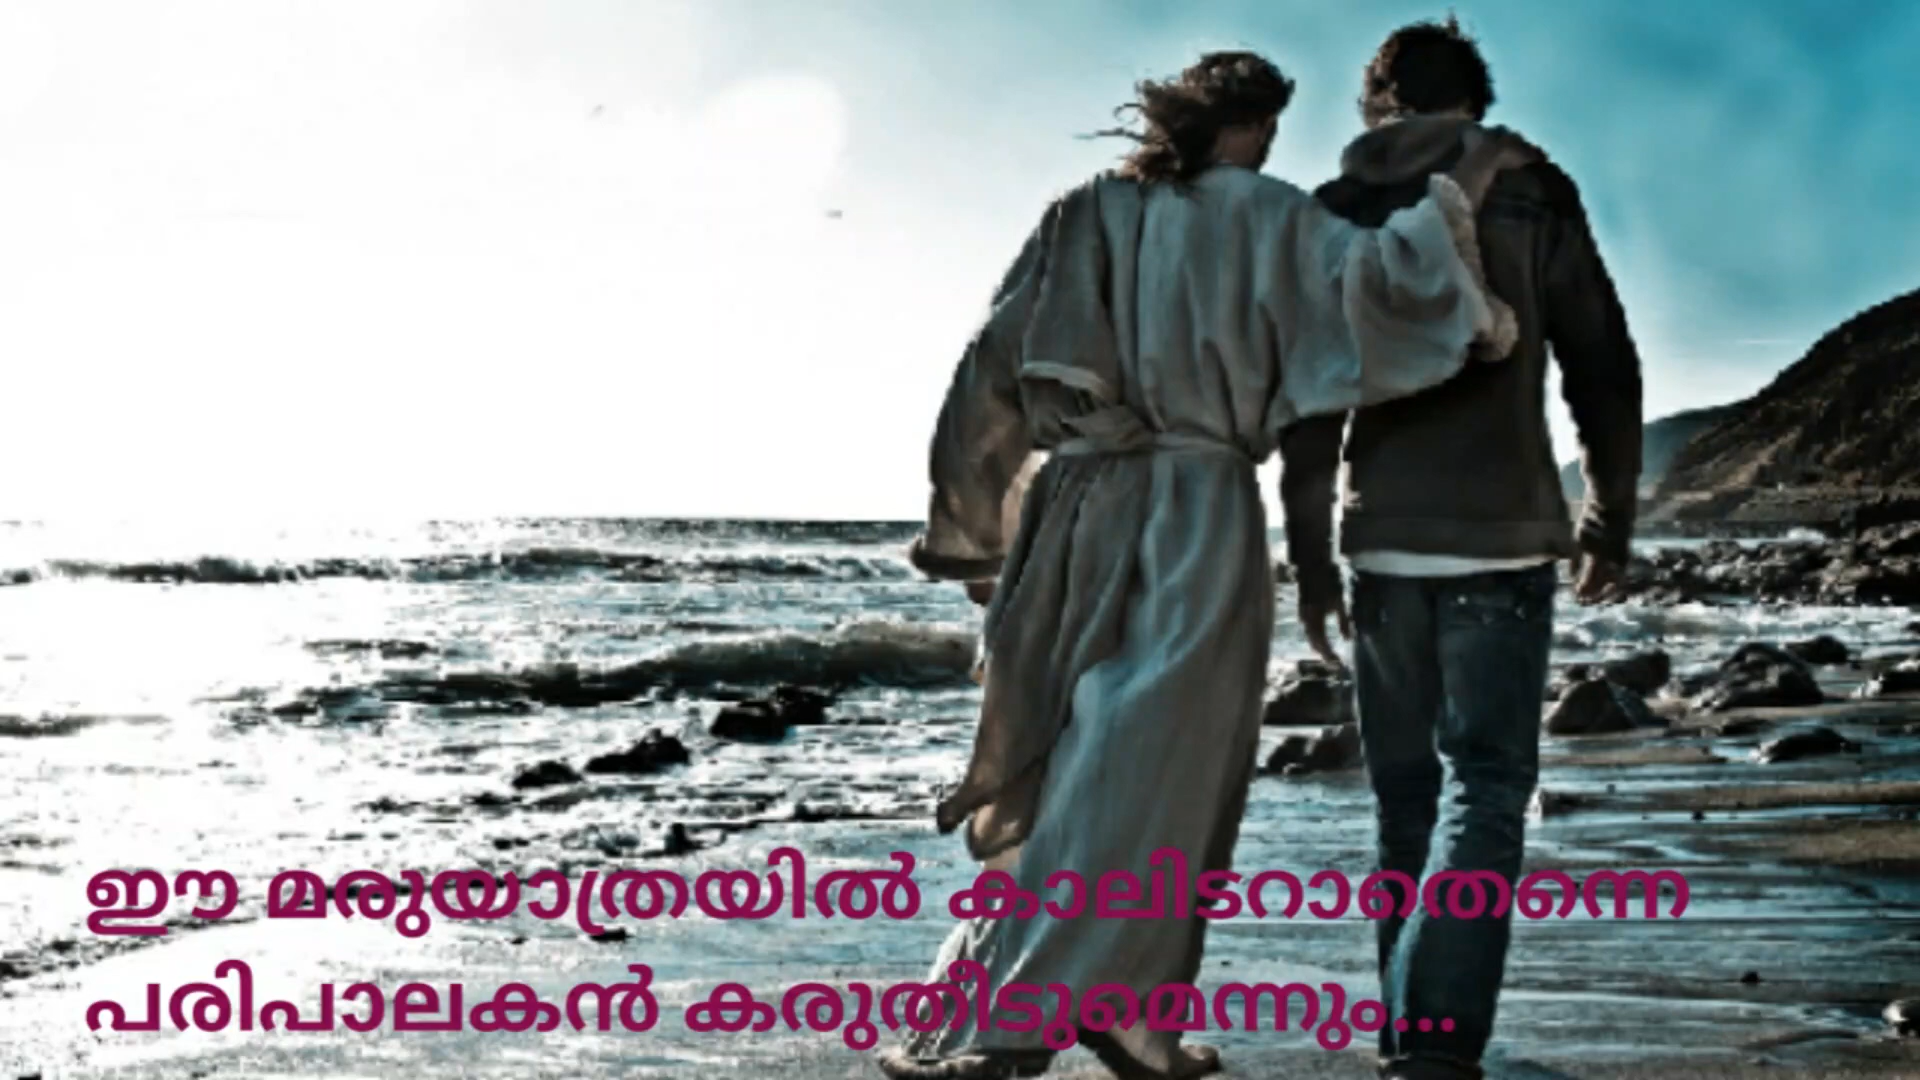 ഈ മരുയാത്രയിൽ കാലിടറാതെന്നെ
പരിപാലകൻ കരുതീടുമെന്നും...